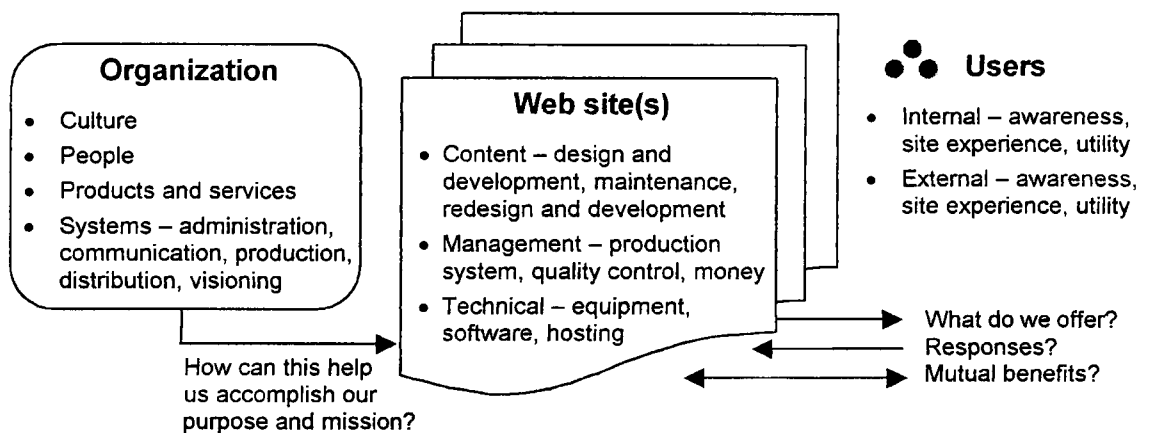 Organization
• Culture
• People
• Products and services
• Systems – administration,
communication, production,
distribution, visioning
How can this help
us accomplish our
purpose and mission?
Web site(s)
• Content – design and
development, maintenance,
redesign and development
• Management – production
system, quality control, money
• Technical – equipment,
software, hosting
Users
• Internal – awareness,
site experience, utility
• External – awareness,
site experience, utility
What do we offer?
Responses?
Mutual benefits?